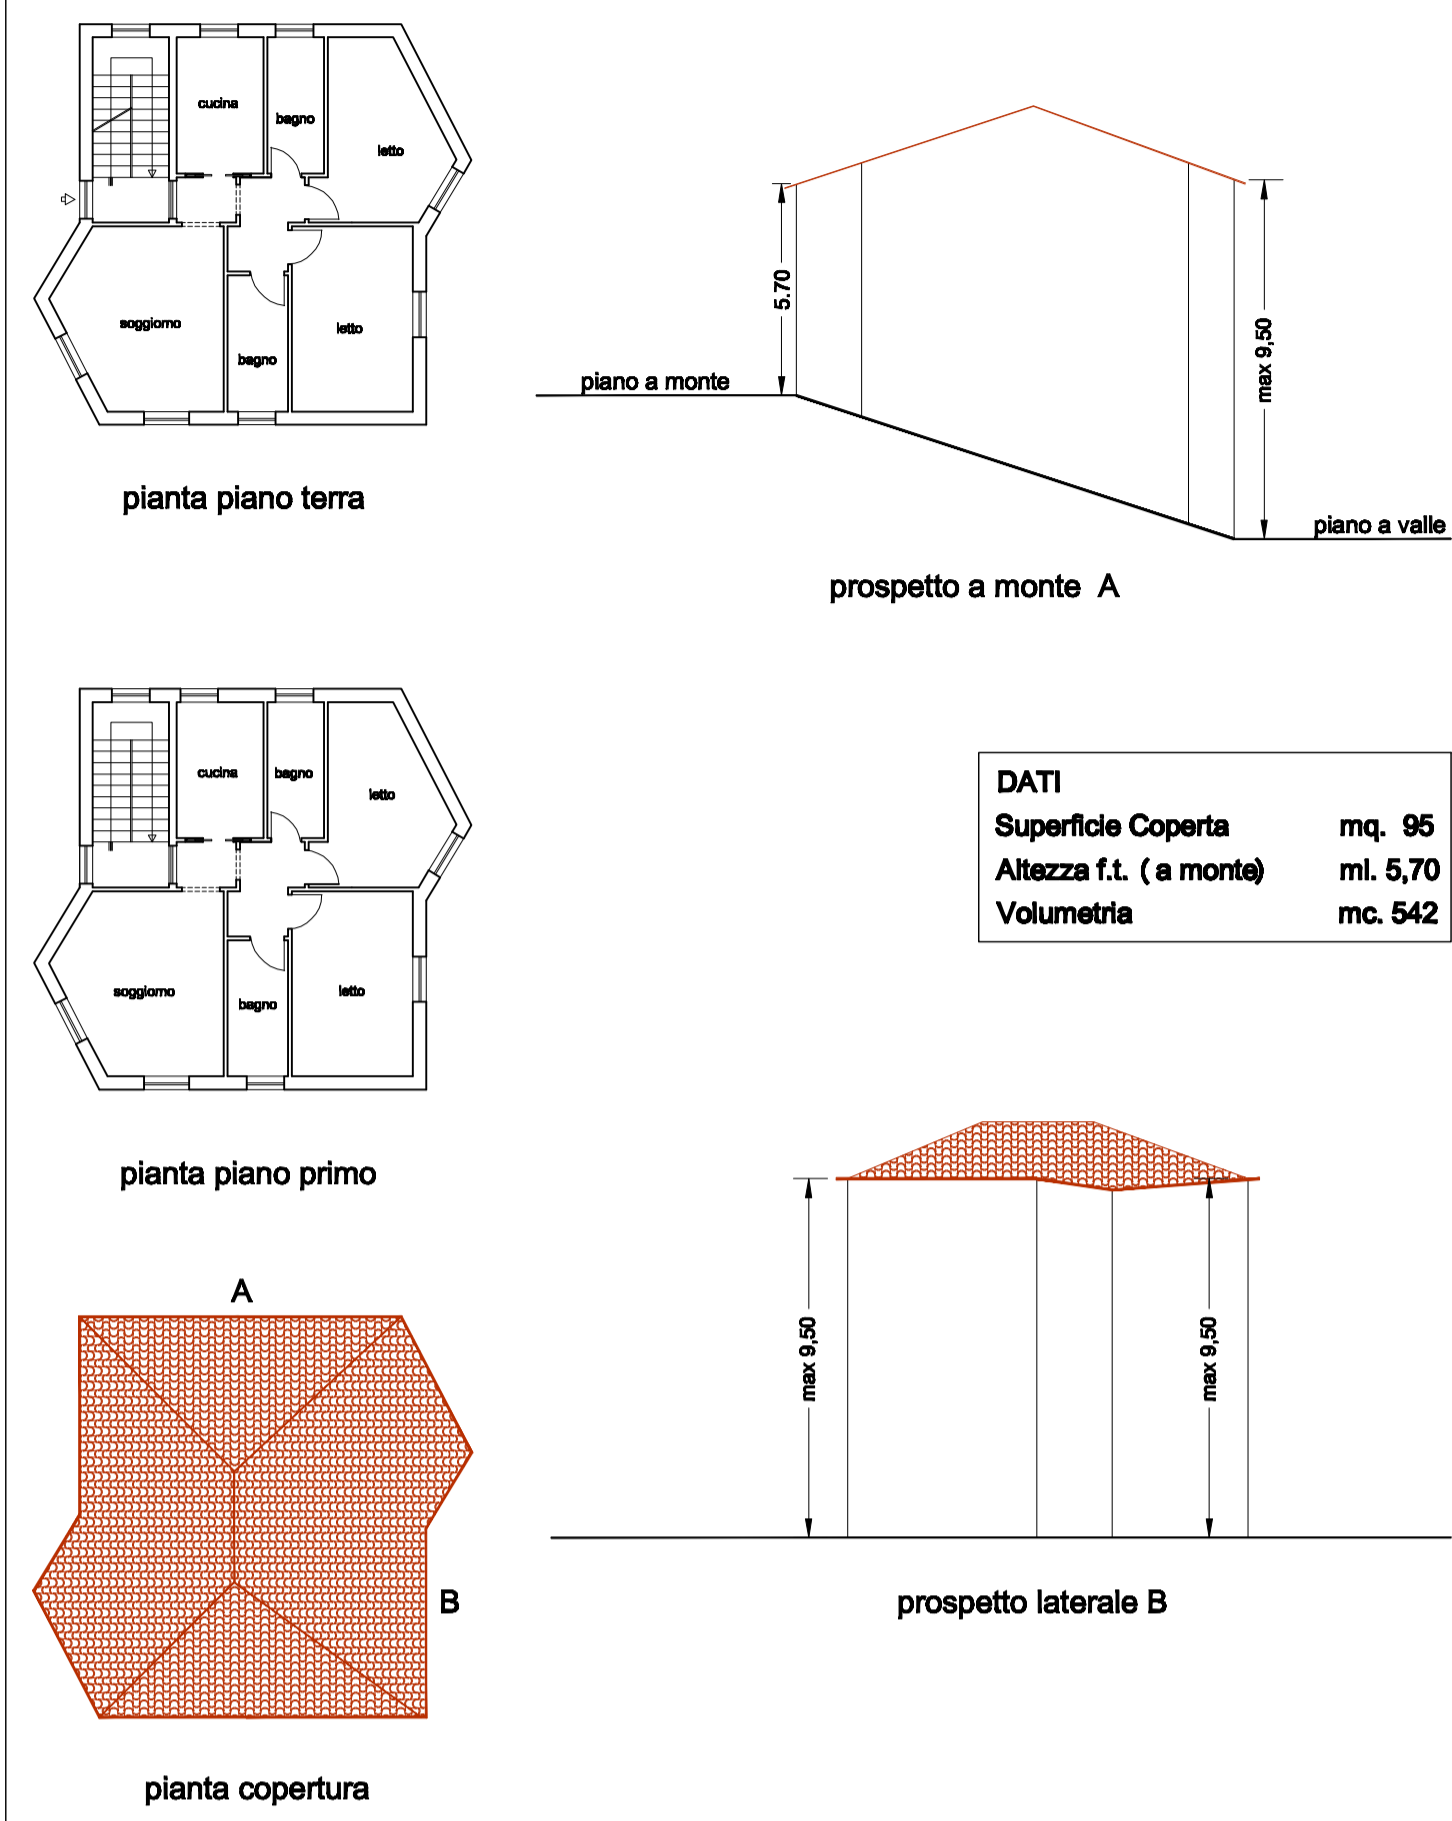 cucina
bagno
letto
soggiorno
letto
bagno
pianta piano terra
5.70
max 9,50
piano a monte
piano a valle
prospetto a monte A
cucina
bagno
letto
soggiorno
letto
bagno
pianta piano primo
DATI
Superficie Coperta mq. 95
Altezza f.t. ( a monte) ml. 5,70
Volumetria mc. 542
A
B
pianta copertura
max 9,50
max 9,50
prospetto laterale B